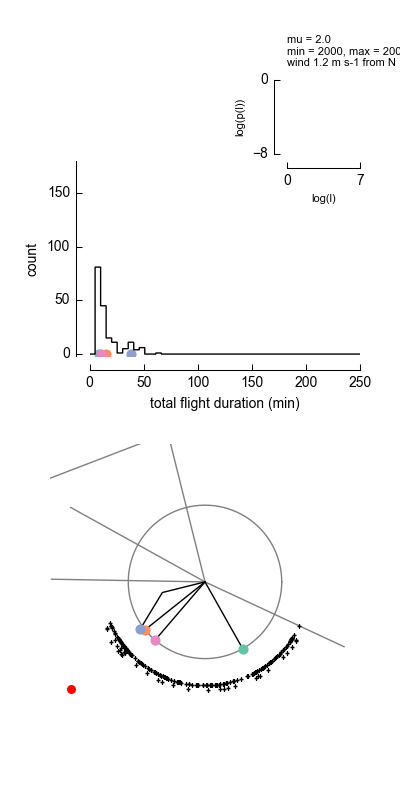 mu = 2.0
min = 2000, max = 200
wind 1.2 m s-1 from N
0
−8
log(p(l))
0 7
log(l)
150
100
50
0
count
0 50 100 150 200 250
total flight duration (min)